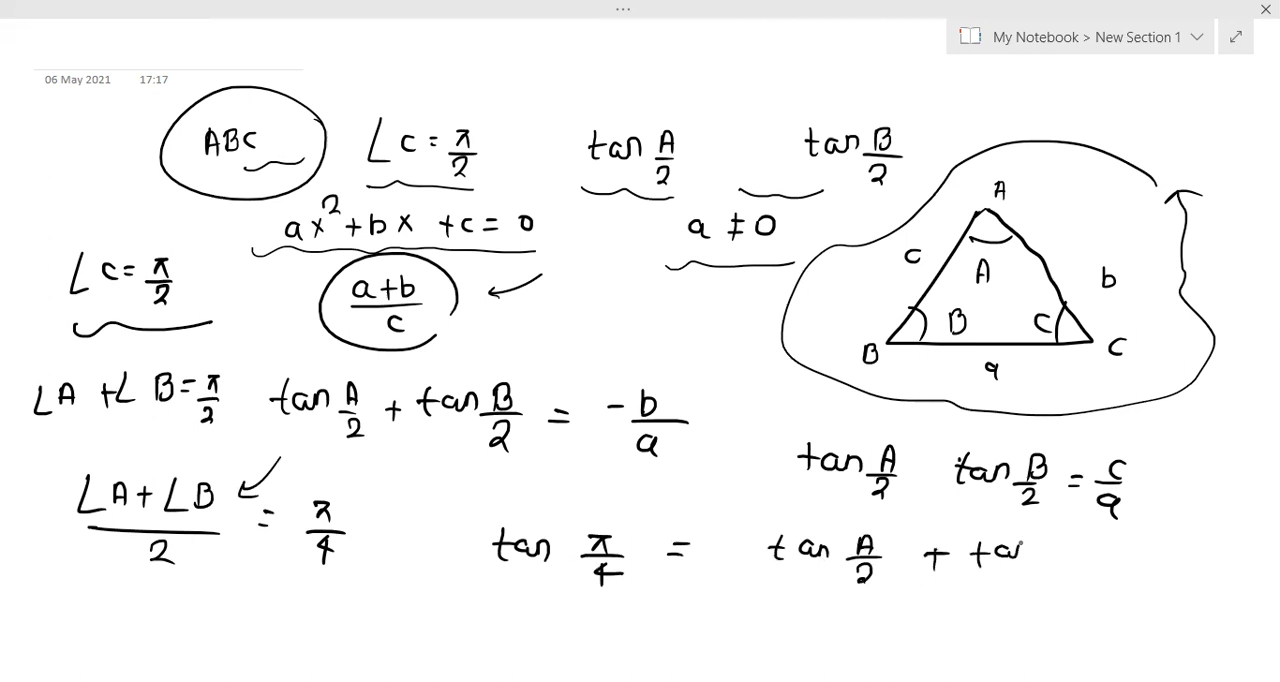 My Notebook > New Section 1
06 May 2021 17:17
ABC ∠C = π/2 tan A/2 tan B/2
ax² + bx + c = 0 a ≠ 0
∠C = π/2 (a+b)/c
A
c A b
B C
B a C
∠A + ∠B = π/2 tan A/2 + tan B/2 = -b/a
tan A/2 tan B/2 = c/a
(∠A + ∠B)/2 = π/4
tan π/4 = tan A/2 + ta